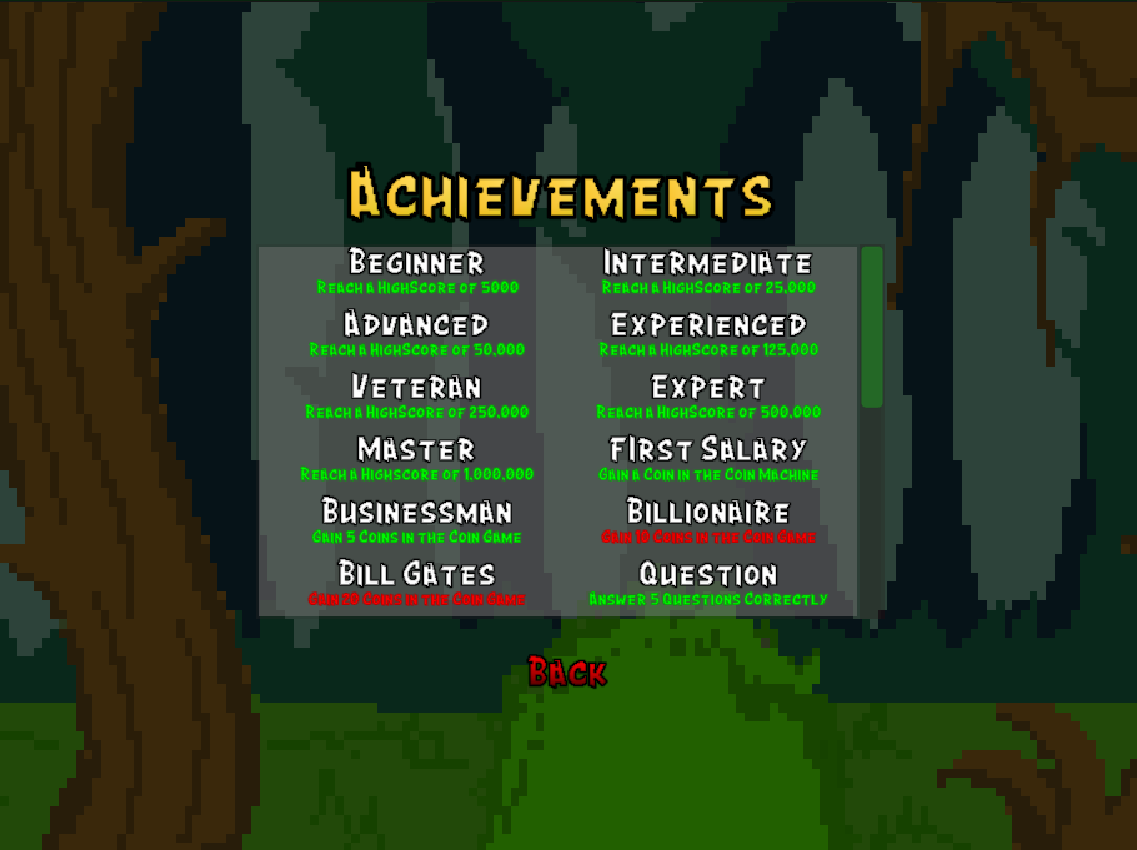 Achievements
Beginner
Reach a HighScore of 5000
Intermediate
Reach a HighScore of 25,000
Advanced
Reach a HighScore of 50,000
Experienced
Reach a HighScore of 125,000
Veteran
Reach a HighScore of 250,000
Expert
Reach a HighScore of 500,000
Master
Reach a Highscore of 1,000,000
First Salary
Gain a Coin in the Coin Machine
Businessman
Gain 5 Coins in the Coin Game
Billionaire
Gain 10 Coins in the Coin Game
Bill Gates
Gain 20 Coins in the Coin Game
Question
Answer 5 Questions Correctly
Back